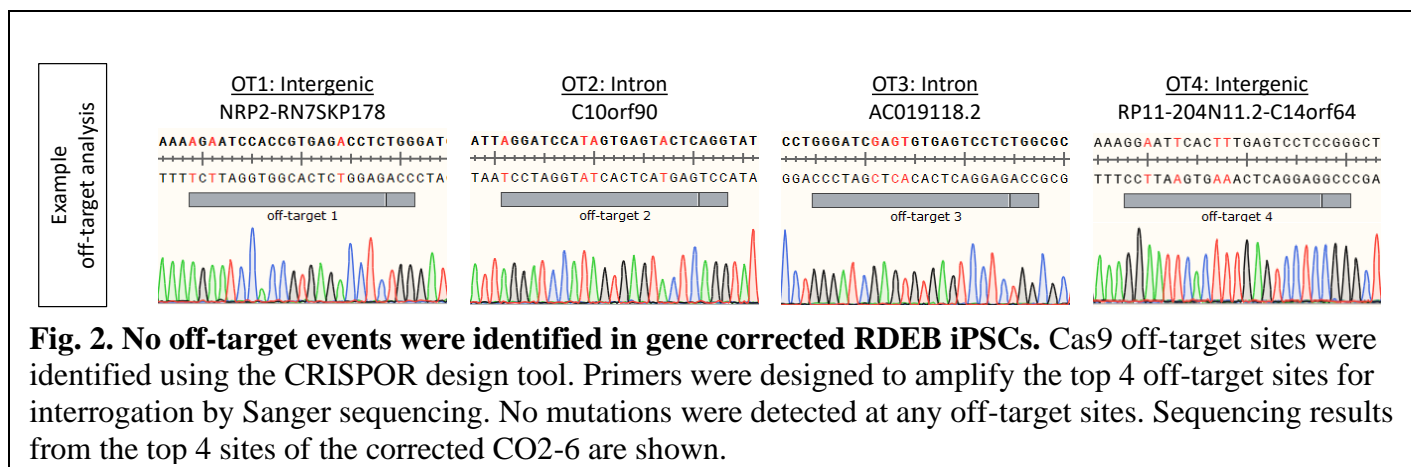 Example
off-target analysis
OT1: Intergenic
NRP2-RN7SKP178
AAAAGAATCCACCGTGAGACCTCTGGGAT
TTTTCTTAGGTGGCACTCTGGAGACCCTA
off-target 1
OT2: Intron
C10orf90
ATTAGGATCCATAGTGAGTACTCAGGTAT
TAATCCTAGGTATCACTCATGAGTCCATA
off-target 2
OT3: Intron
AC019118.2
CCTGGGATCGAGTGTGAGTCCTCTGGCGC
GGACCCTAGCTCACACTCAGGAGACCGCG
off-target 3
OT4: Intergenic
RP11-204N11.2-C14orf64
AAAGGAATTCACTTTGAGTCCTCCGGGCT
TTTCCTTAAGTGAAACTCAGGAGGCCCGA
off-target 4
Fig. 2. No off-target events were identified in gene corrected RDEB iPSCs. Cas9 off-target sites were
identified using the CRISPOR design tool. Primers were designed to amplify the top 4 off-target sites for
interrogation by Sanger sequencing. No mutations were detected at any off-target sites. Sequencing results
from the top 4 sites of the corrected CO2-6 are shown.